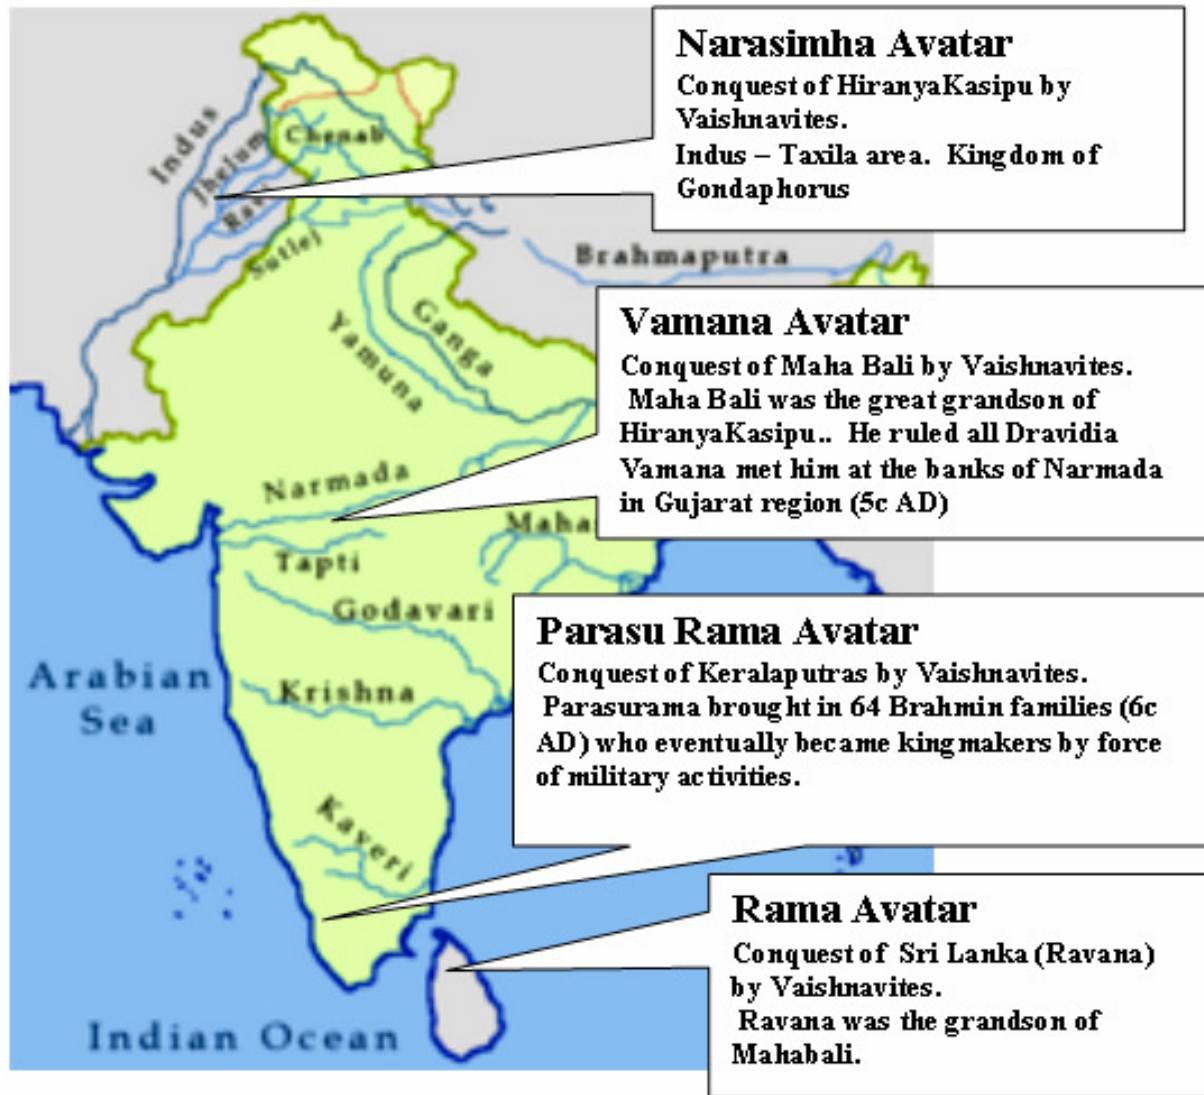 Narasimha Avatar
Conquest of HiranyaKasipu by
Vaishnavites.
Indus – Taxila area. Kingdom of
Gondaphorus
Indus
Jhelum
Chenab
Ravi
Sutlej
Brahmaputra
Vamana Avatar
Conquest of Maha Bali by Vaishnavites.
Maha Bali was the great grandson of
HiranyaKasipu.. He ruled all Dravidia
Vamana met him at the banks of Narmada
in Gujarat region (5c AD)
Ganga
Yamuna
Narmada
Maha
Tapti
Godavari
Parasu Rama Avatar
Conquest of Keralaputras by Vaishnavites.
Parasurama brought in 64 Brahmin families (6c
AD) who eventually became kingmakers by force
of military activities.
Arabian
Sea
Krishna
Kaveri
Rama Avatar
Conquest of Sri Lanka (Ravana)
by Vaishnavites.
Ravana was the grandson of
Mahabali.
Indian Ocean